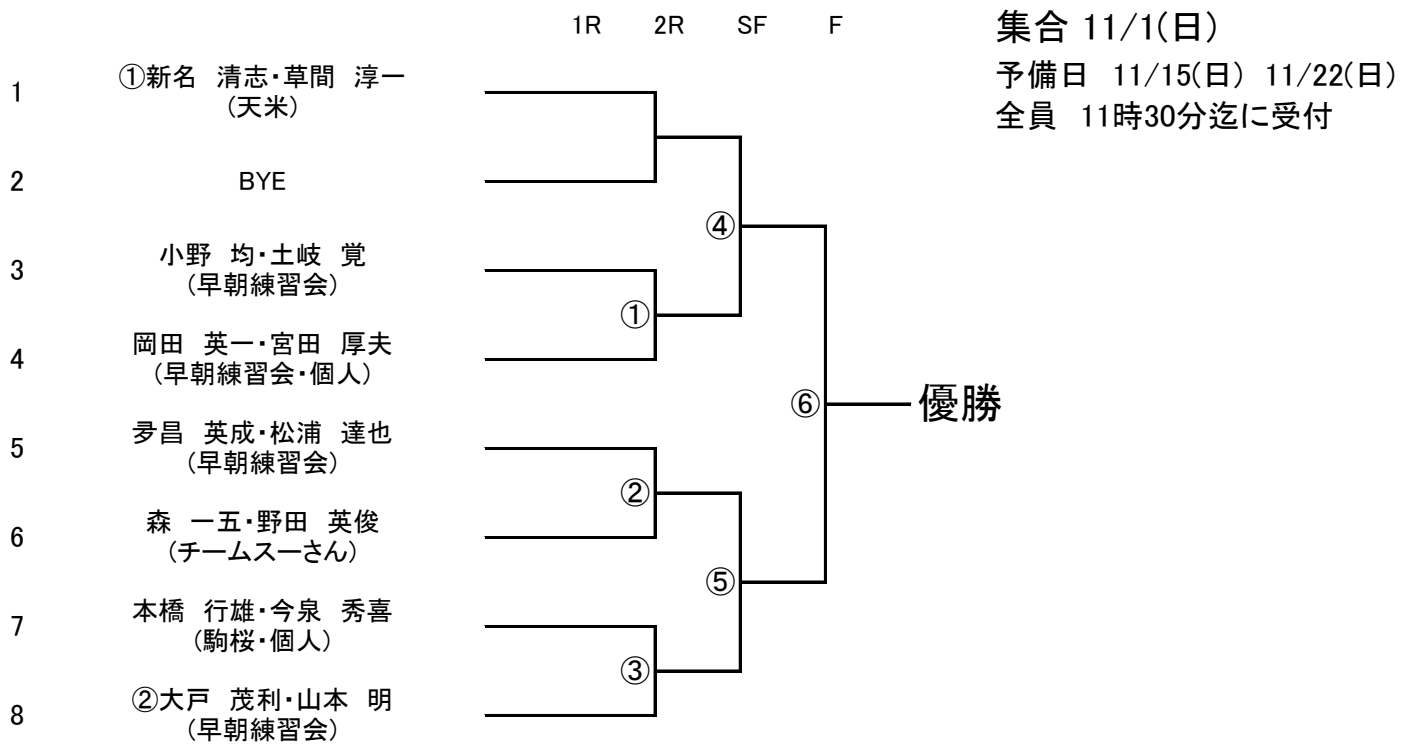 1R 2R SF F
集合 11/1(日)
予備日 11/15(日) 11/22(日)
全員 11時30分迄に受付
1 ①新名 清志・草間 淳一
(天米)
2 BYE
3 小野 均・土岐 覚
(早朝練習会)
④
①
4 岡田 英一・宮田 厚夫
(早朝練習会・個人)
⑥ 優勝
5 夛昌 英成・松浦 達也
(早朝練習会)
②
6 森 一五・野田 英俊
(チームスーさん)
⑤
7 本橋 行雄・今泉 秀喜
(駒桜・個人)
③
8 ②大戸 茂利・山本 明
(早朝練習会)